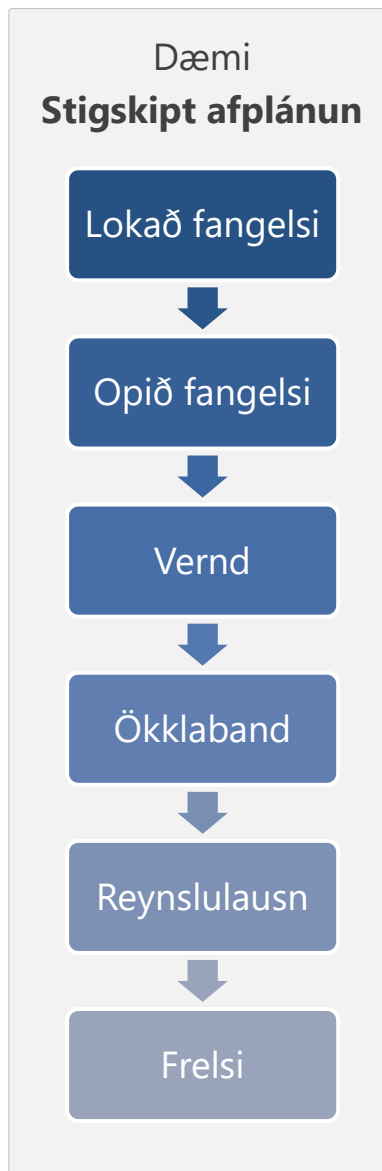 Dæmi
Stigskipt afplánun
Lokað fangelsi
Opið fangelsi
Vernd
Ökklaband
Reynslulausn
Frelsi